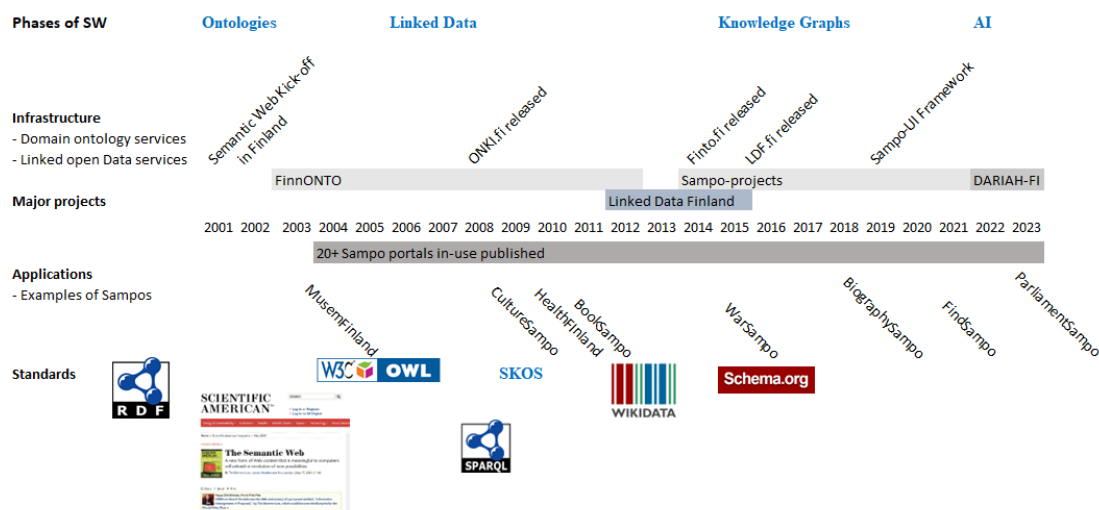 Phases of SW Ontologies Linked Data Knowledge Graphs AI
Semantic Web Kick-off
in Finland
ONKI.fi released
Finto.fi released
LDF.fi released
Sampo-UI Framework
Infrastructure
- Domain ontology services
- Linked open Data services
FinnONTO Sampo-projects DARIAH-FI
Major projects Linked Data Finland
2001 2002 2003 2004 2005 2006 2007 2008 2009 2010 2011 2012 2013 2014 2015 2016 2017 2018 2019 2020 2021 2022 2023
20+ Sampo portals in-use published
Applications
- Examples of Sampos
MusemFinland
CultureSampo
HealthFInland
BookSampo
WarSampo
BiographySampo
FindSampo
ParliamentSampo
Standards
RDF
W3C OWL
SKOS
WIKIDATA
Schema.org
SCIENTIFIC
AMERICAN
The Semantic Web
SPARQL